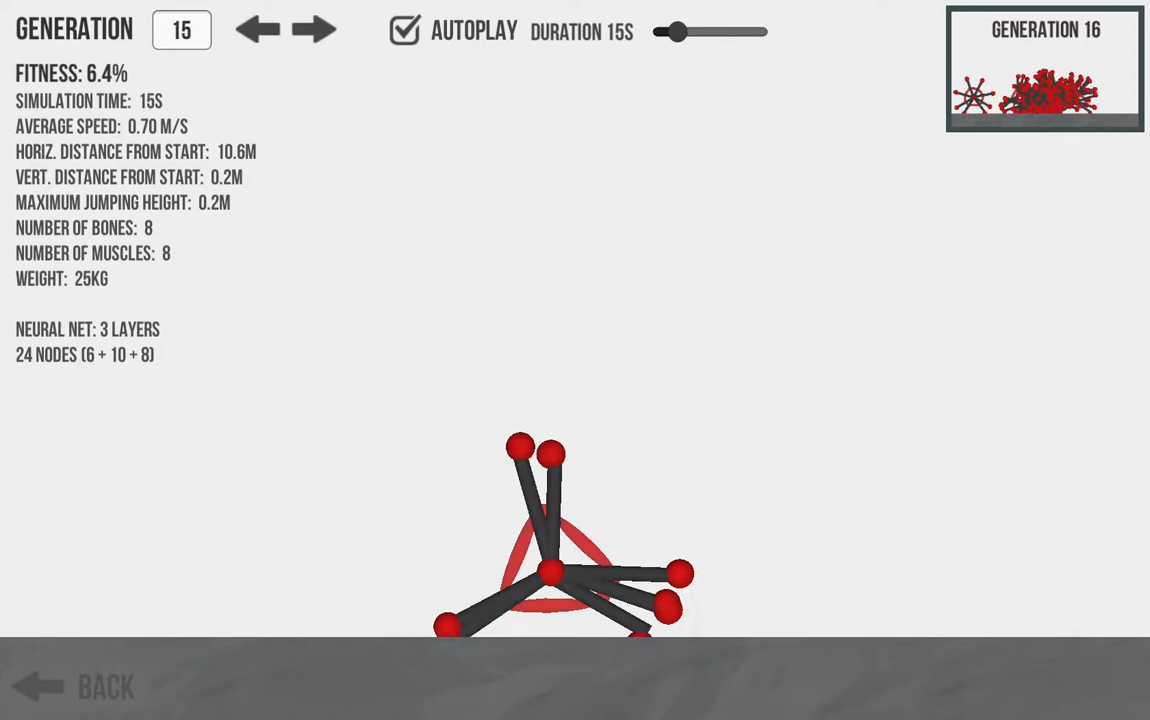 GENERATION 15
AUTOPLAY DURATION 15S
GENERATION 16
FITNESS: 6.4%
SIMULATION TIME: 15S
AVERAGE SPEED: 0.70 M/S
HORIZ. DISTANCE FROM START: 10.6M
VERT. DISTANCE FROM START: 0.2M
MAXIMUM JUMPING HEIGHT: 0.2M
NUMBER OF BONES: 8
NUMBER OF MUSCLES: 8
WEIGHT: 25KG
NEURAL NET: 3 LAYERS
24 NODES (6 + 10 + 8)
BACK